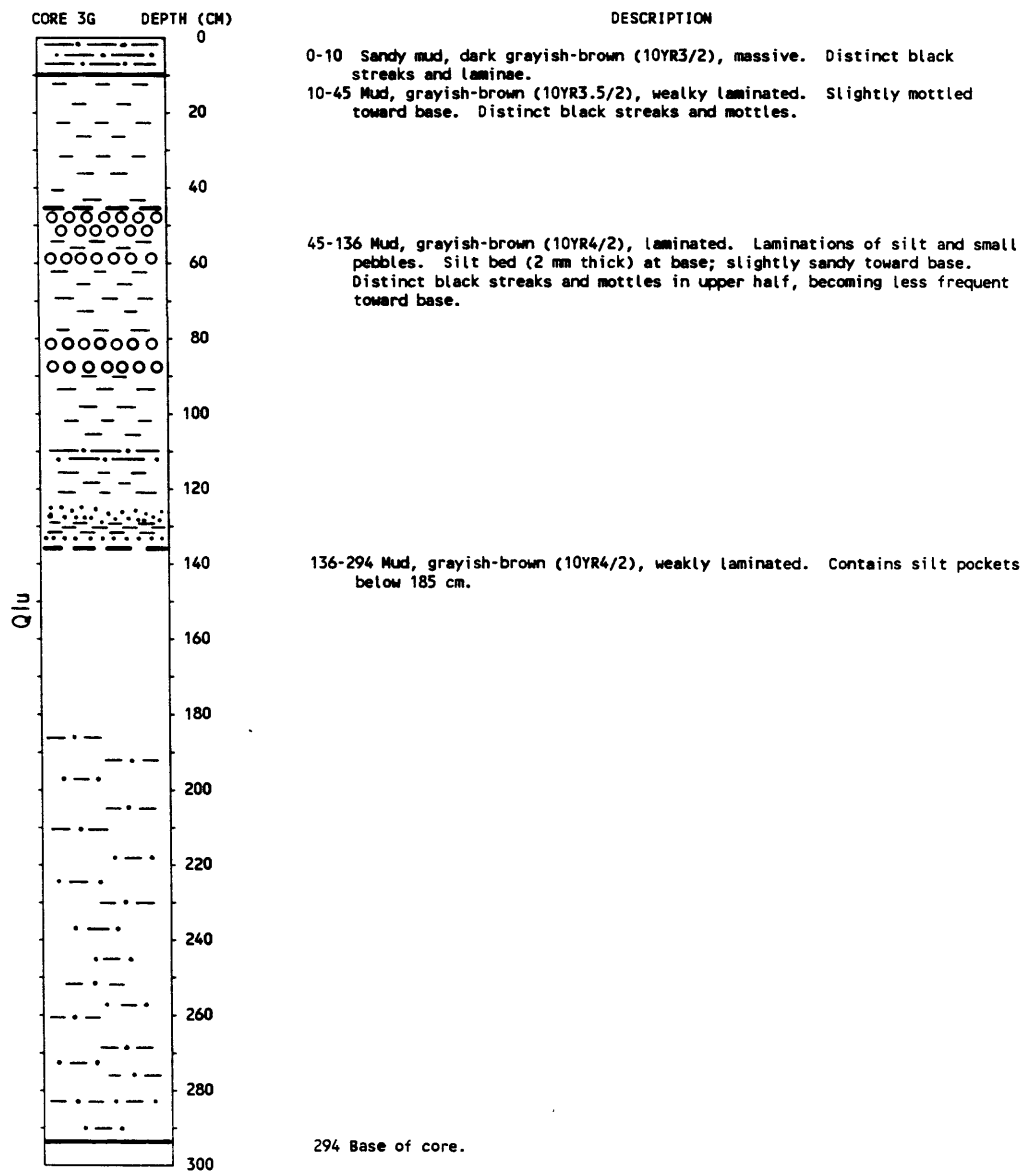 CORE 3G DEPTH (CM) DESCRIPTION
0
0-10 Sandy mud, dark grayish-brown (10YR3/2), massive. Distinct black
streaks and laminae.
10-45 Mud, grayish-brown (10YR3.5/2), wealky laminated. Slightly mottled
20
toward base. Distinct black streaks and mottles.
40
45-136 Mud, grayish-brown (10YR4/2), laminated. Laminations of silt and small
60
pebbles. Silt bed (2 mm thick) at base; slightly sandy toward base.
Distinct black streaks and mottles in upper half, becoming less frequent
toward base.
80
100
120
140
136-294 Mud, grayish-brown (10YR4/2), weakly laminated. Contains silt pockets
below 185 cm.
Qlu
160
180
200
220
240
260
280
294 Base of core.
300